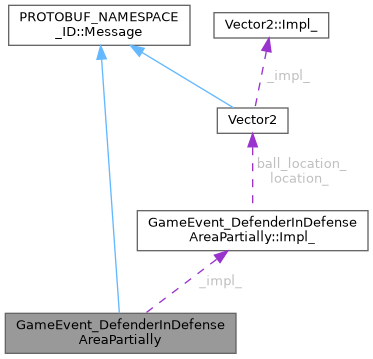 PROTOBUF_NAMESPACE
_ID::Message
Vector2::Impl_
_impl_
Vector2
ball_location_
location_
GameEvent_DefenderInDefense
AreaPartially::Impl_
_impl_
GameEvent_DefenderInDefense
AreaPartially